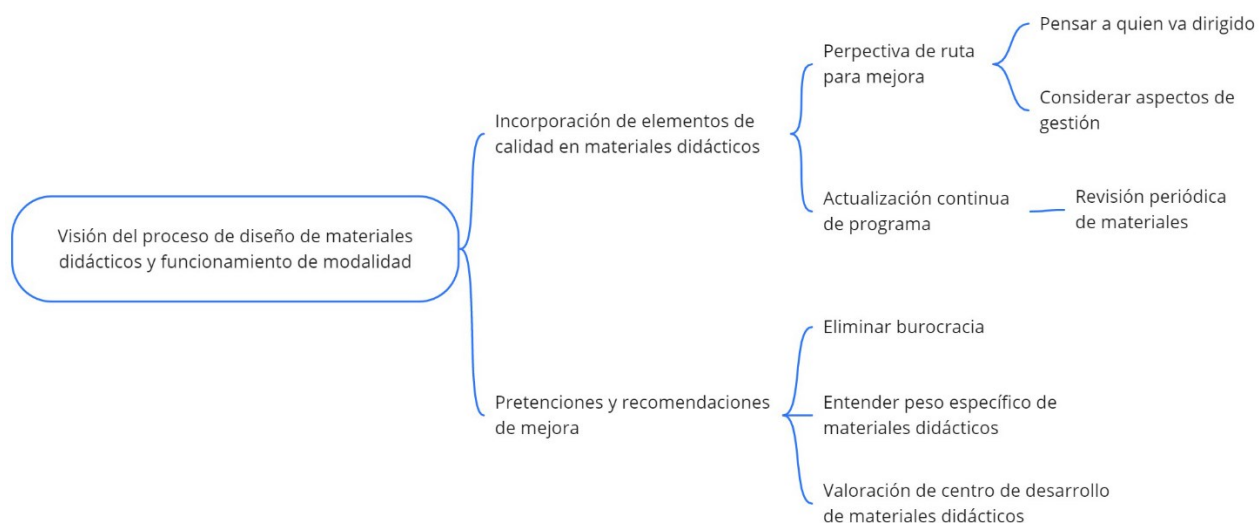 Visión del proceso de diseño de materiales
didácticos y funcionamiento de modalidad
Incorporación de elementos de
calidad en materiales didácticos
Perpectiva de ruta
para mejora
Pensar a quien va dirigido
Considerar aspectos de
gestión
Actualización continua
de programa
Revisión periódica
de materiales
Pretenciones y recomendaciones
de mejora
Eliminar burocracia
Entender peso específico de
materiales didácticos
Valoración de centro de desarrollo
de materiales didácticos